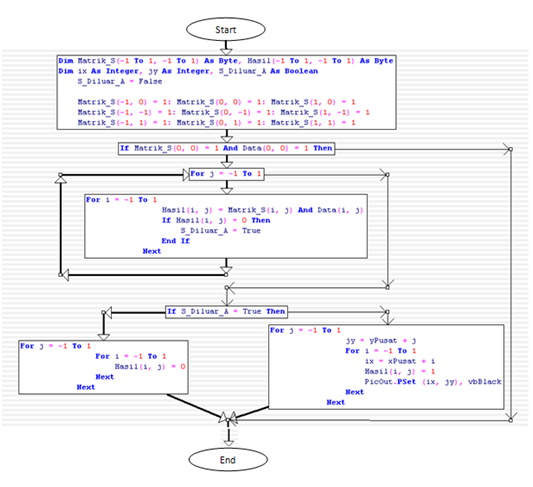 Start
Dim Matrik_S(-1 To 1, -1 To 1) As Byte, Hasil(-1 To 1, -1 To 1) As Byte
Dim ix As Integer, jy As Integer, S_Diluar_A As Boolean
S_Diluar_A = False
Matrik_S(-1, 0) = 1: Matrik_S(0, 0) = 1: Matrik_S(1, 0) = 1
Matrik_S(-1, -1) = 1: Matrik_S(0, -1) = 1: Matrik_S(1, -1) = 1
Matrik_S(-1, 1) = 1: Matrik_S(0, 1) = 1: Matrik_S(1, 1) = 1
If Matrik_S(0, 0) = 1 And Data(0, 0) = 1 Then
For j = -1 To 1
For i = -1 To 1
Hasil(i, j) = Matrik_S(i, j) And Data(i, j)
If Hasil(i, j) = 0 Then
S_Diluar_A = True
End If
Next
If S_Diluar_A = True Then
For j = -1 To 1
For i = -1 To 1
Hasil(i, j) = 0
Next
Next
For j = -1 To 1
jy = yPusat + j
For i = -1 To 1
ix = xPusat + i
Hasil(i, j) = 1
PicOut.PSet (ix, jy), vbBlack
Next
Next
End